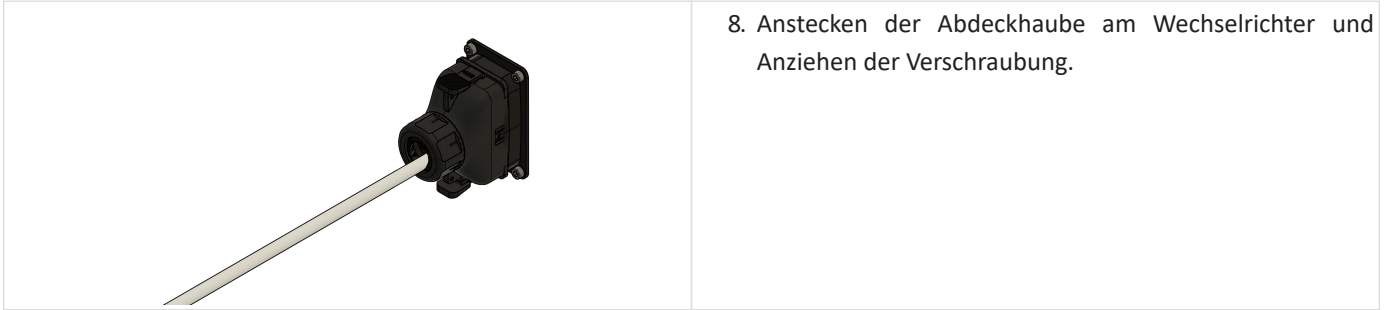 8. Anstecken der Abdeckhaube am Wechselrichter und
Anziehen der Verschraubung.